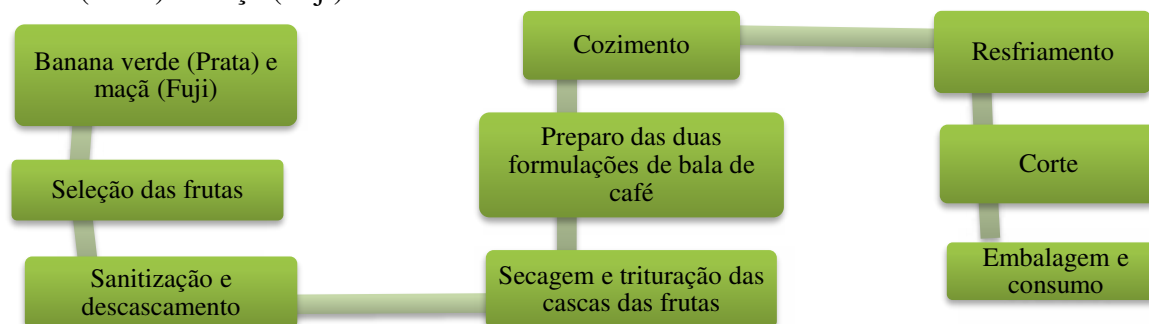 Banana verde (Prata) e
maçã (Fuji)
Seleção das frutas
Sanitização e
descascamento
Secagem e trituração das
cascas das frutas
Preparo das duas
formulações de bala de
café
Cozimento
Resfriamento
Corte
Embalagem e
consumo